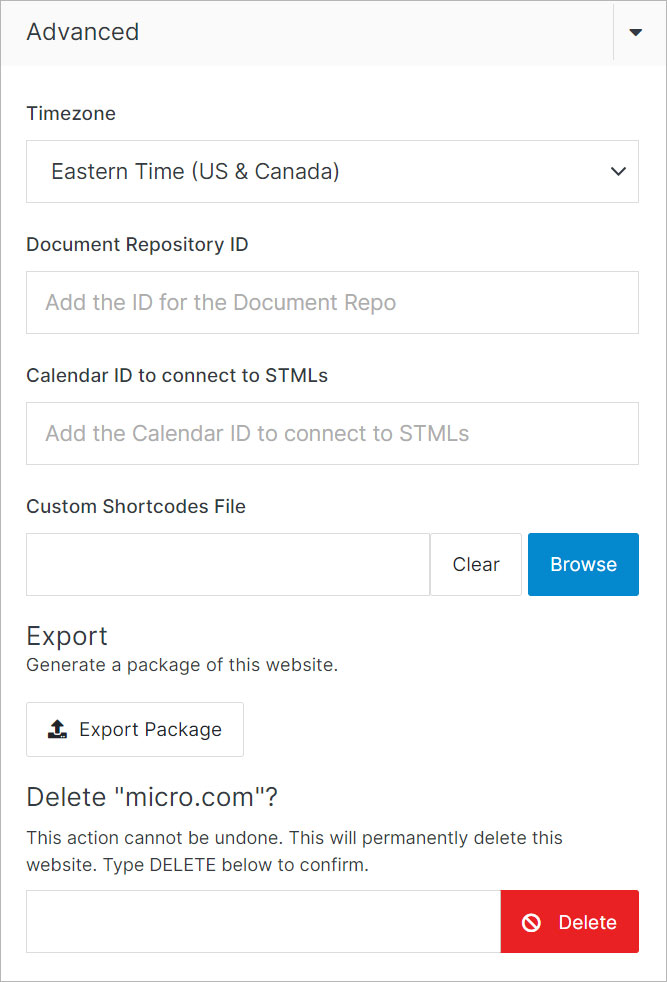 Advanced
Timezone
Eastern Time (US & Canada)
Document Repository ID
Add the ID for the Document Repo
Calendar ID to connect to STMLs
Add the Calendar ID to connect to STMLs
Custom Shortcodes File
Clear
Browse
Export
Generate a package of this website.
Export Package
Delete "micro.com"?
This action cannot be undone. This will permanently delete this
website. Type DELETE below to confirm.
Delete